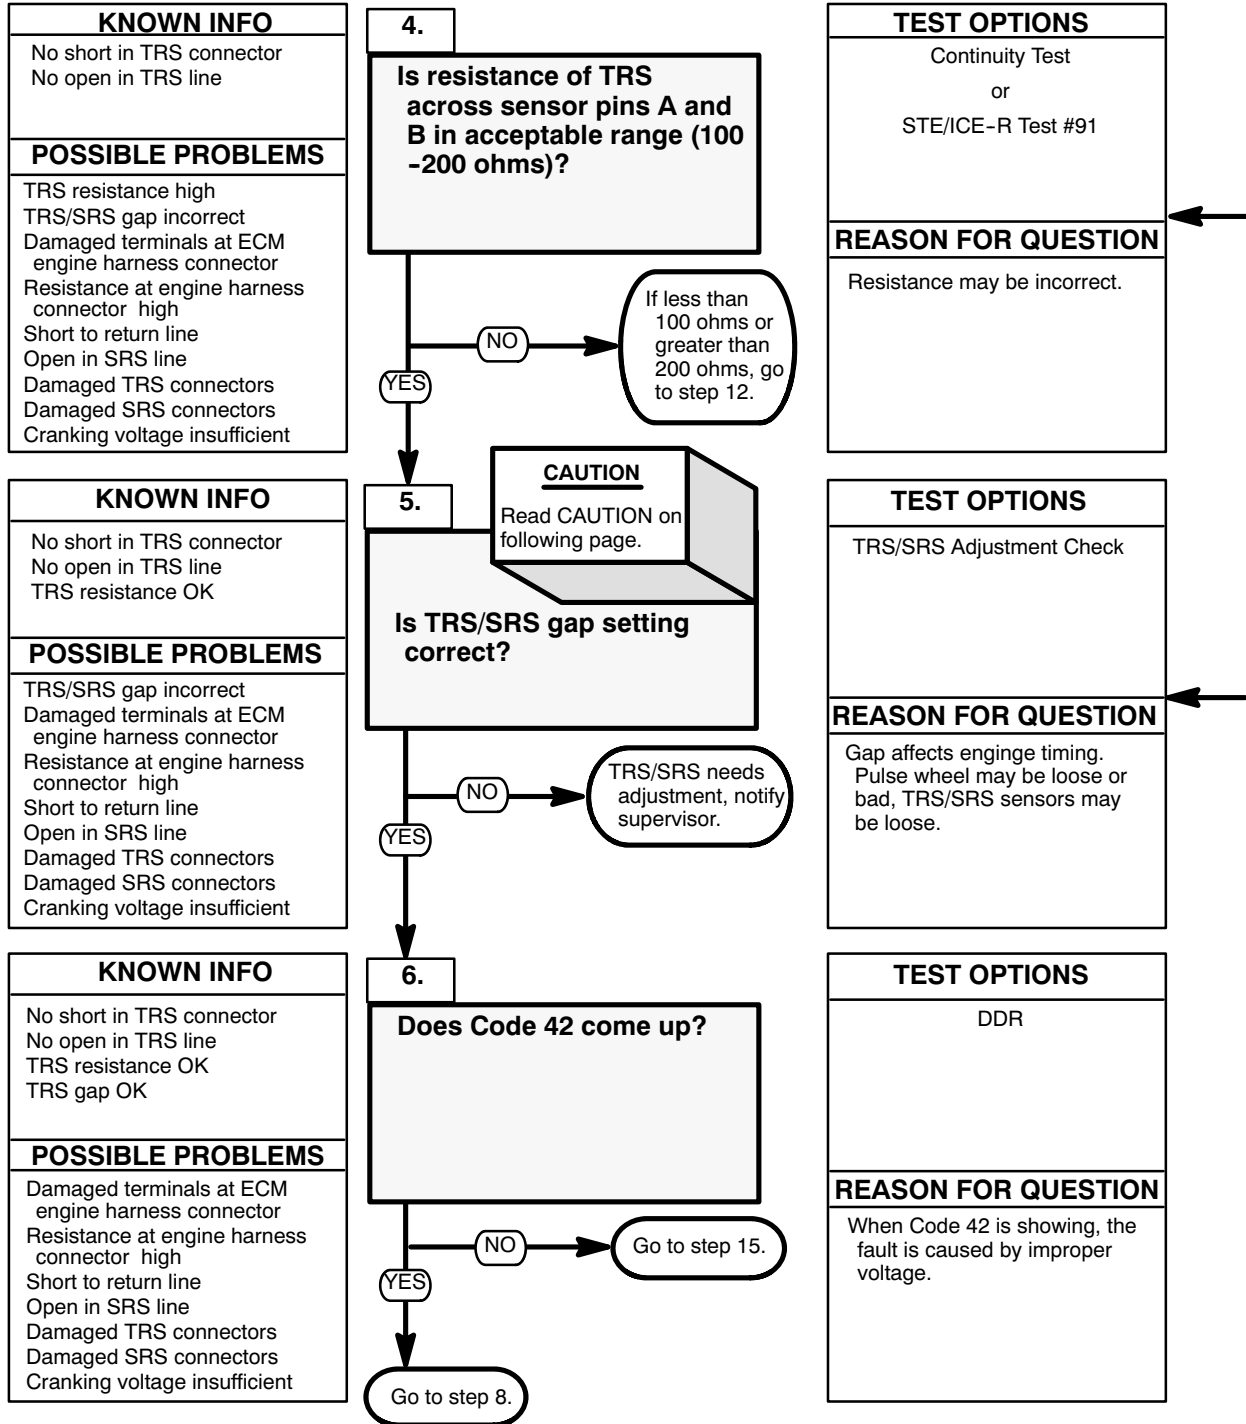 KNOWN INFO
No short in TRS connector
No open in TRS line
POSSIBLE PROBLEMS
TRS resistance high
TRS/SRS gap incorrect
Damaged terminals at ECM
engine harness connector
Resistance at engine harness
connector high
Short to return line
Open in SRS line
Damaged TRS connectors
Damaged SRS connectors
Cranking voltage insufficient
4.
Is resistance of TRS
across sensor pins A and
B in acceptable range (100
-200 ohms)?
NO
If less than
100 ohms or
greater than
200 ohms, go
to step 12.
YES
TEST OPTIONS
Continuity Test
or
STE/ICE-R Test #91
REASON FOR QUESTION
Resistance may be incorrect.
KNOWN INFO
No short in TRS connector
No open in TRS line
TRS resistance OK
POSSIBLE PROBLEMS
TRS/SRS gap incorrect
Damaged terminals at ECM
engine harness connector
Resistance at engine harness
connector high
Short to return line
Open in SRS line
Damaged TRS connectors
Damaged SRS connectors
Cranking voltage insufficient
5.
CAUTION
Read CAUTION on
following page.
Is TRS/SRS gap setting
correct?
NO
TRS/SRS needs
adjustment, notify
supervisor.
YES
TEST OPTIONS
TRS/SRS Adjustment Check
REASON FOR QUESTION
Gap affects enginge timing.
Pulse wheel may be loose or
bad, TRS/SRS sensors may
be loose.
KNOWN INFO
No short in TRS connector
No open in TRS line
TRS resistance OK
TRS gap OK
POSSIBLE PROBLEMS
Damaged terminals at ECM
engine harness connector
Resistance at engine harness
connector high
Short to return line
Open in SRS line
Damaged TRS connectors
Damaged SRS connectors
Cranking voltage insufficient
6.
Does Code 42 come up?
NO
Go to step 15.
YES
Go to step 8.
TEST OPTIONS
DDR
REASON FOR QUESTION
When Code 42 is showing, the
fault is caused by improper
voltage.